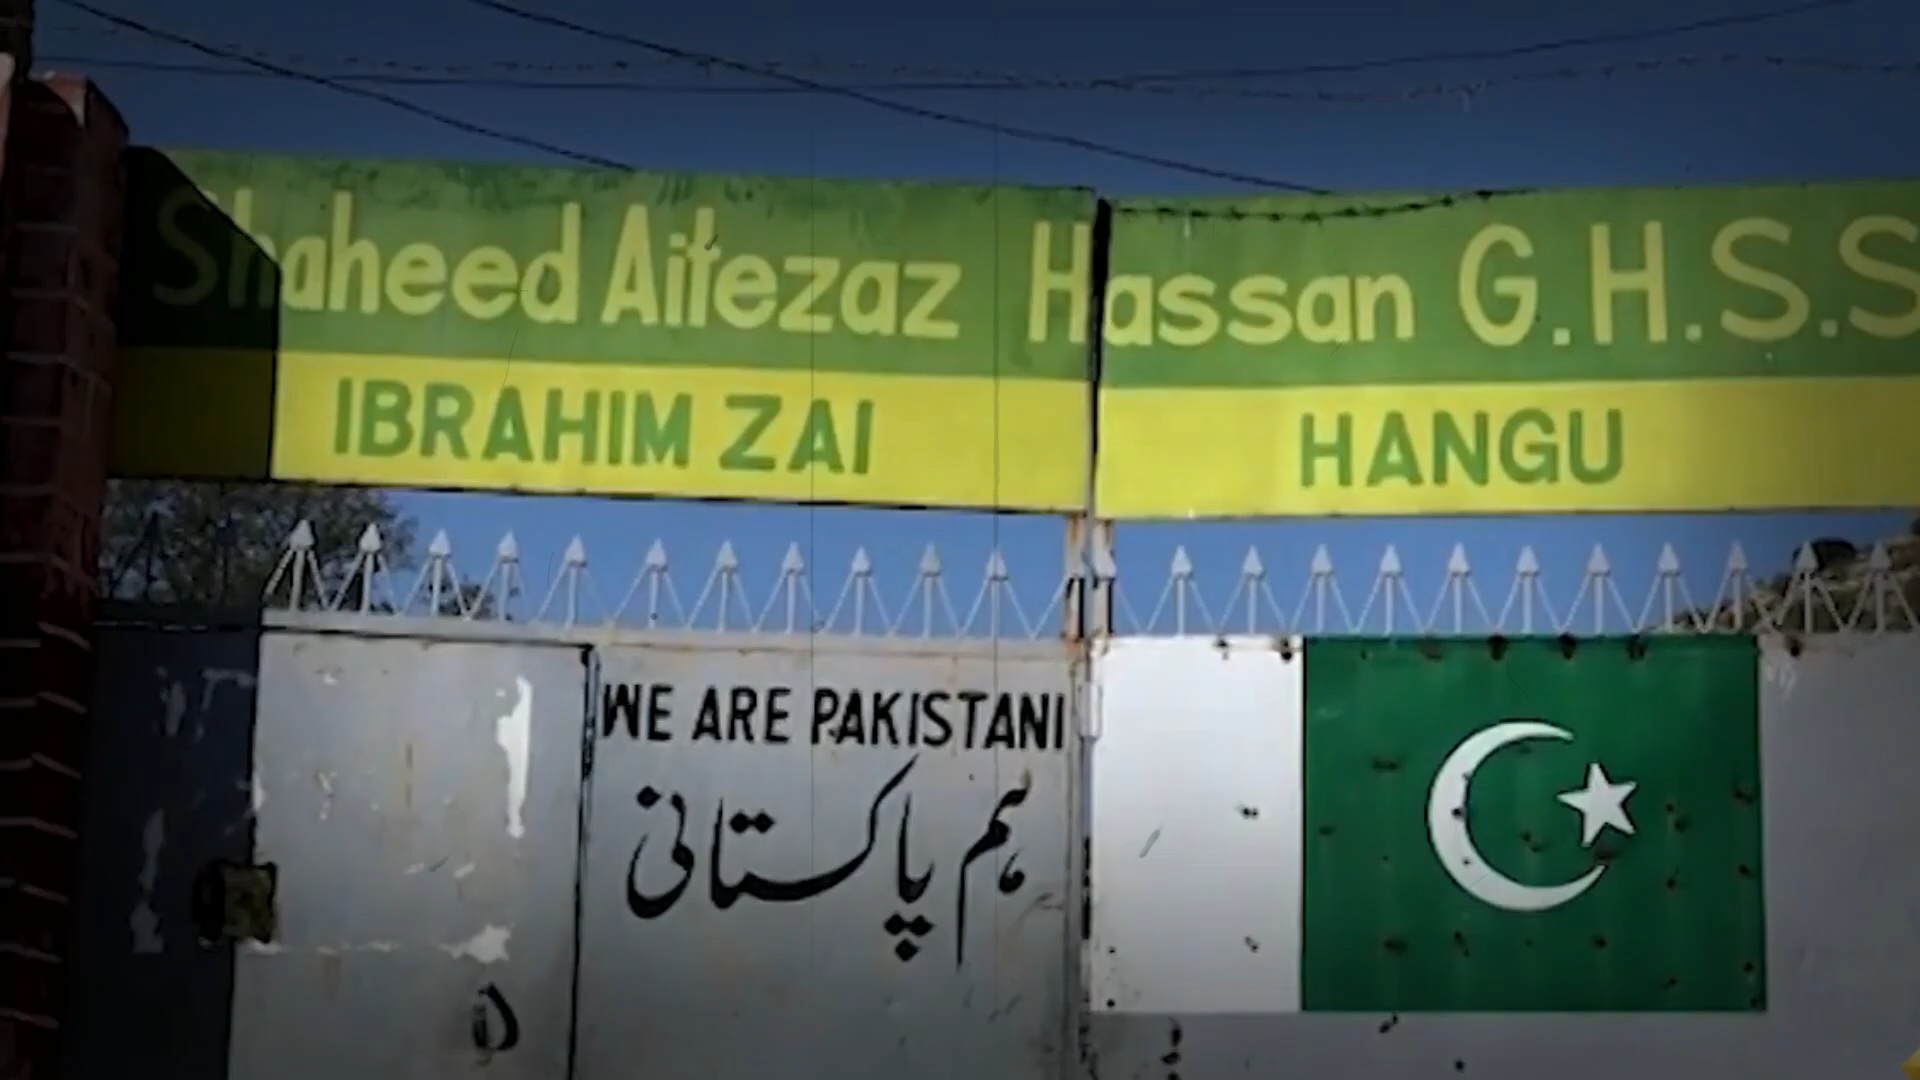 Shaheed Aitezaz Hassan G.H.S.S
IBRAHIM ZAI HANGU
WE ARE PAKISTANI
ہم پاکستانی